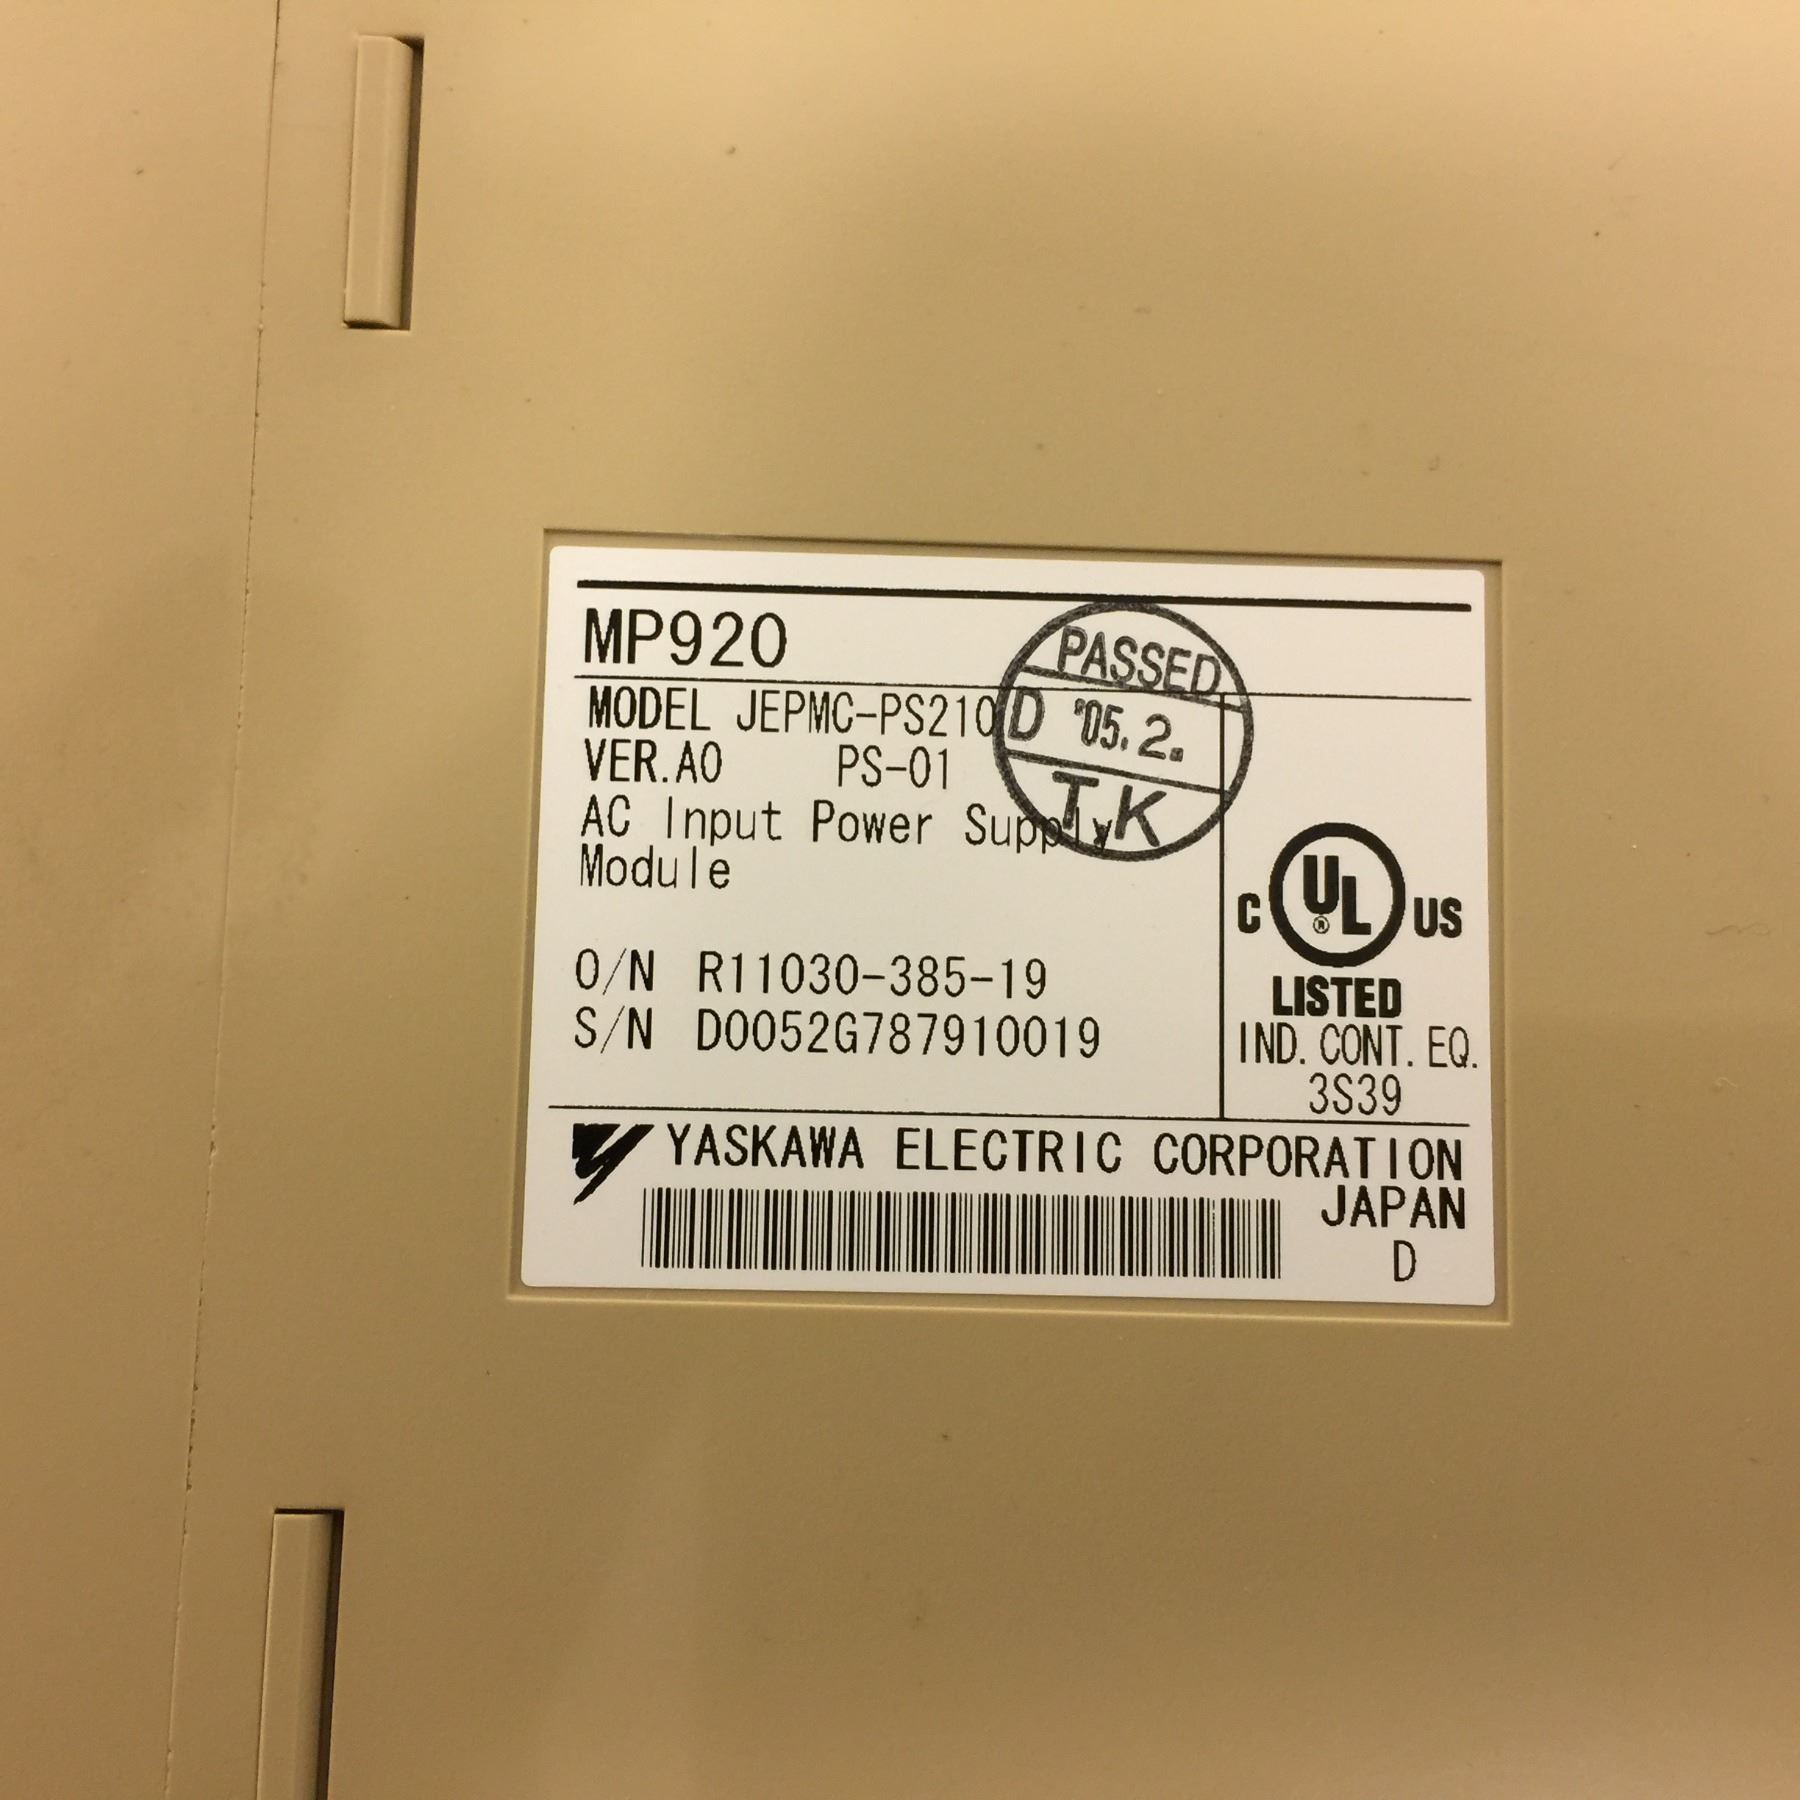 MP920
PASSED
MODEL JEPMC-PS210
D '05. 2.
VER.A0 PS-01
T K
AC Input Power Supply
Module
O/N R11030-385-19
S/N D0052G787910019
C UL ® US
LISTED
IND. CONT. EQ.
3S39
YASKAWA ELECTRIC CORPORATION
JAPAN
D